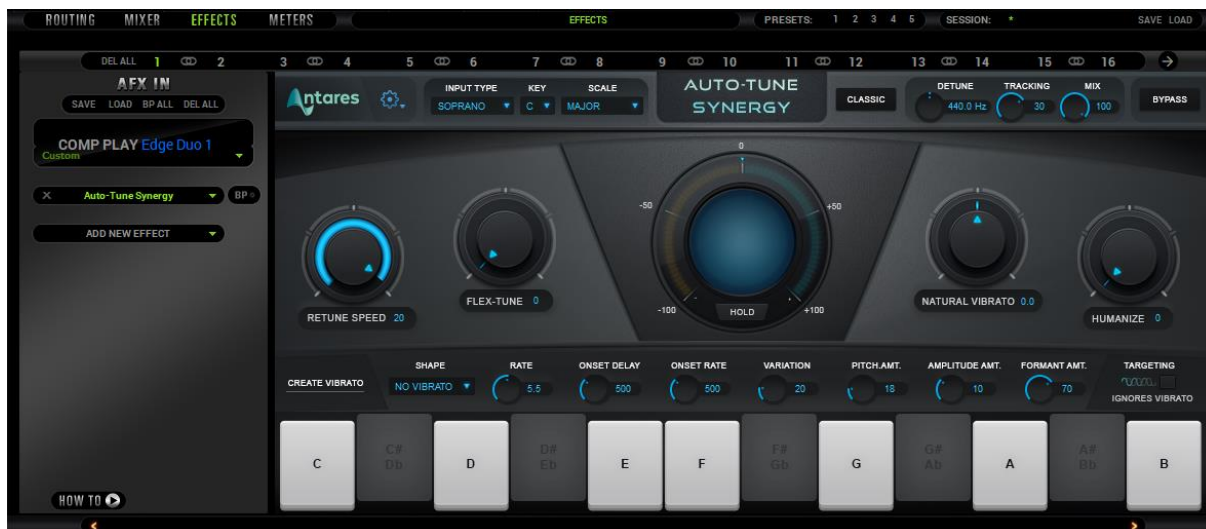 ROUTING MIXER EFFECTS METERS EFFECTS PRESETS: 1 2 3 4 5 SESSION: * SAVE LOAD
DEL ALL 1 2 3 4 5 6 7 8 9 10 11 12 13 14 15 16
AFX IN
SAVE LOAD BP ALL DEL ALL
COMP PLAY Edge Duo 1
Custom
X Auto-Tune Synergy BP
ADD NEW EFFECT
HOW TO
Antares
INPUT TYPE KEY SCALE
SOPRANO C MAJOR
AUTO-TUNE
SYNERGY
CLASSIC
DETUNE TRACKING MIX
440.0 Hz 30 100
BYPASS
0
-50 +50
-100 +100
HOLD
RETUNE SPEED 20
FLEX-TUNE 0
NATURAL VIBRATO 0.0
HUMANIZE 0
CREATE VIBRATO
SHAPE RATE ONSET DELAY ONSET RATE VARIATION PITCH.AMT. AMPLITUDE AMT. FORMANT AMT. TARGETING
NO VIBRATO 5.5 500 500 20 18 10 70
IGNORES VIBRATO
C# D# F# G# A#
Db Eb Gb Ab Bb
C D E F G A B